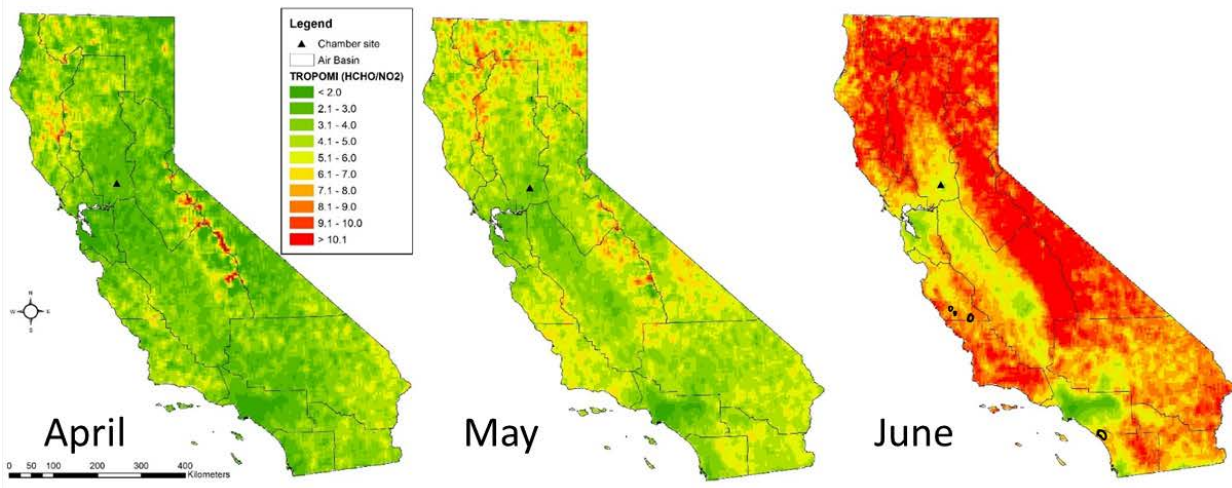 Legend
Chamber site
Air Basin
TROPOMI (HCHO/NO2)
< 2.0
2.1 - 3.0
3.1 - 4.0
4.1 - 5.0
5.1 - 6.0
6.1 - 7.0
7.1 - 8.0
8.1 - 9.0
9.1 - 10.0
> 10.1
N
W E
S
April
May
June
0 50 100 200 300 400
Kilometers